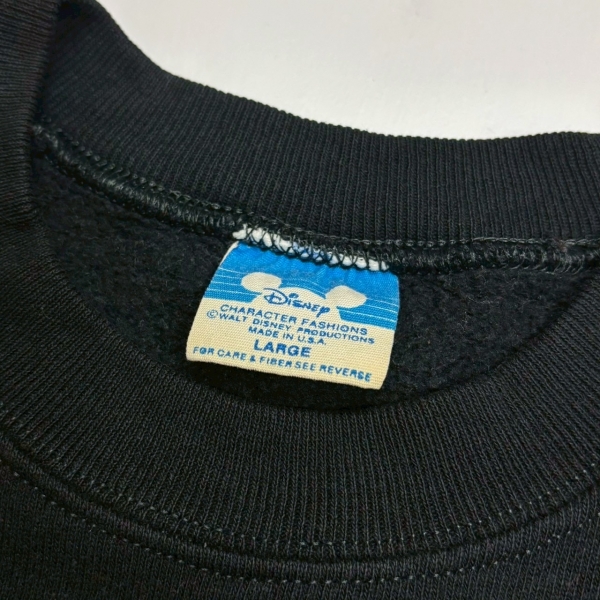 Disney
CHARACTER FASHIONS
©WALT DISNEY PRODUCTIONS
MADE IN U.S.A.
LARGE
FOR CARE & FIBER SEE REVERSE